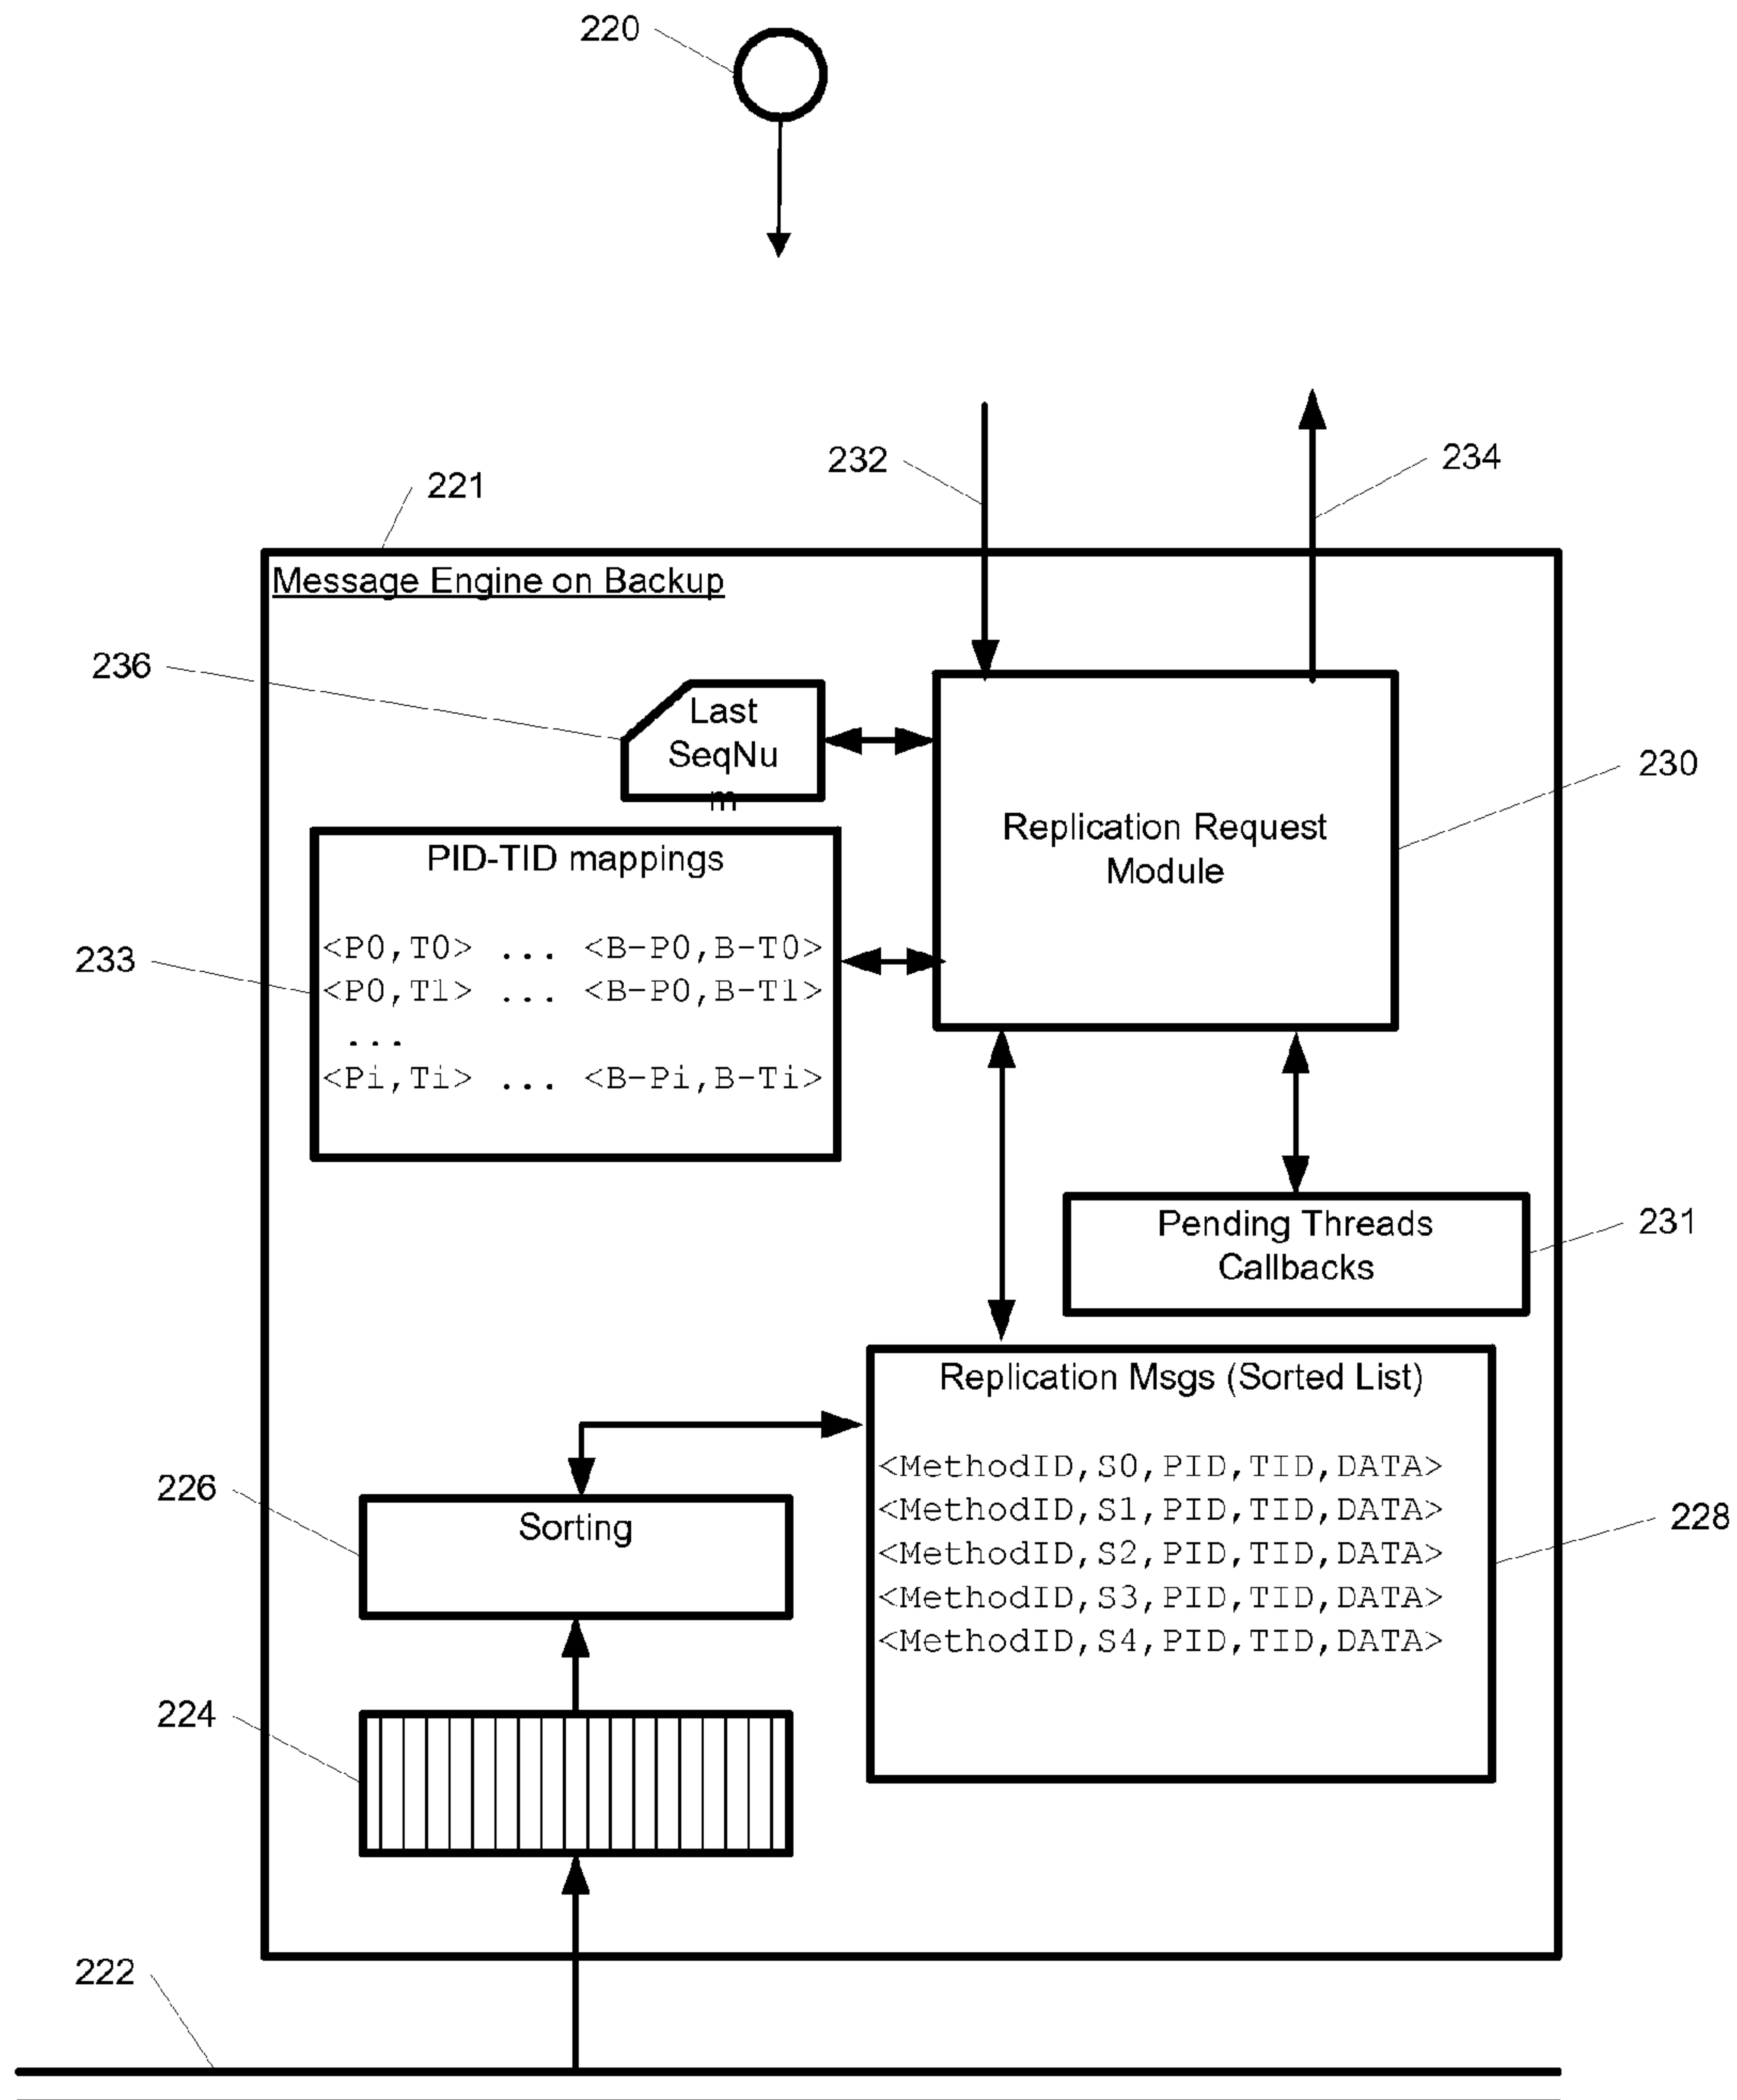 220
232
234
221
Message Engine on Backup
236
Last
SeqNu
m
230
Replication Request
Module
PID-TID mappings
233
<P0,T0> ... <B-P0,B-T0>
<P0,T1> ... <B-P0,B-T1>
...
<Pi,Ti> ... <B-Pi,B-Ti>
Pending Threads
Callbacks
231
Replication Msgs (Sorted List)
<MethodID,S0,PID,TID,DATA>
<MethodID,S1,PID,TID,DATA>
<MethodID,S2,PID,TID,DATA>
<MethodID,S3,PID,TID,DATA>
<MethodID,S4,PID,TID,DATA>
228
226
Sorting
224
222